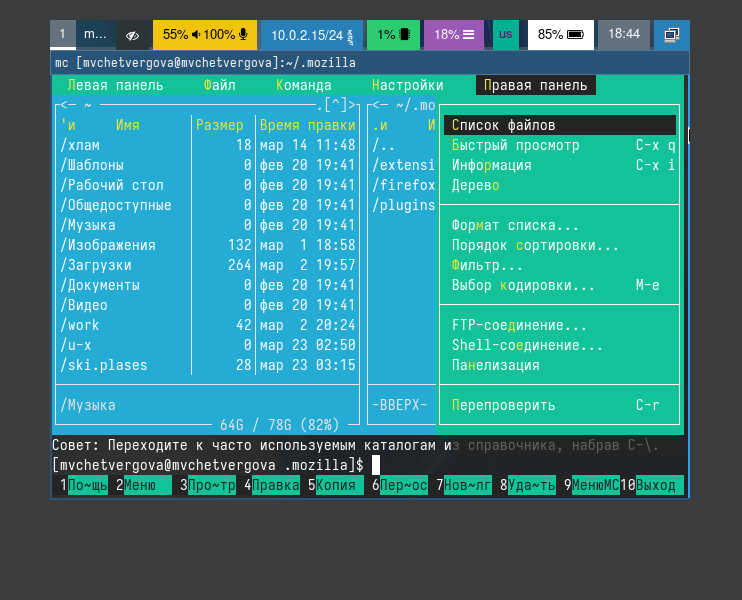 1 m... 55% 100% 10.0.2.15/24 1% 18% us 85% 18:44
mc [mvchetvergova@mvchetvergova]:~/.mozilla
Левая панель Файл Команда Настройки Правая панель
<─ ~ .[^]> <─ ~/.mo
'и Имя Размер Время правки .и И Список файлов
/хлам 18 мар 14 11:48 /.. Быстрый просмотр C-x q
/Шаблоны 0 фев 20 19:41 /extensi Информация C-x i
/Рабочий стол 0 фев 20 19:41 /firefox Дерево
/Общедоступные 0 фев 20 19:41 /plugins
/Музыка 0 фев 20 19:41 Формат списка...
/Изображения 132 мар 1 18:58 Порядок сортировки...
/Загрузки 264 мар 2 19:57 Фильтр...
/Документы 0 фев 20 19:41 Выбор кодировки... M-e
/Видео 0 фев 20 19:41
/work 42 мар 2 20:24 FTP-соединение...
/u-x 0 мар 23 02:50 Shell-соединение...
/ski.plases 28 мар 23 03:15 Панелизация
/Музыка -ВВЕРХ- Перепроверить C-r
64G / 78G (82%)
Совет: Переходите к часто используемым каталогам из справочника, набрав C-\.
[mvchetvergova@mvchetvergova .mozilla]$
1По~щь 2Меню 3Про~тр 4Правка 5Копия 6Пер~ос 7Нов~лг 8Уда~ть 9МенюMC 10Выход